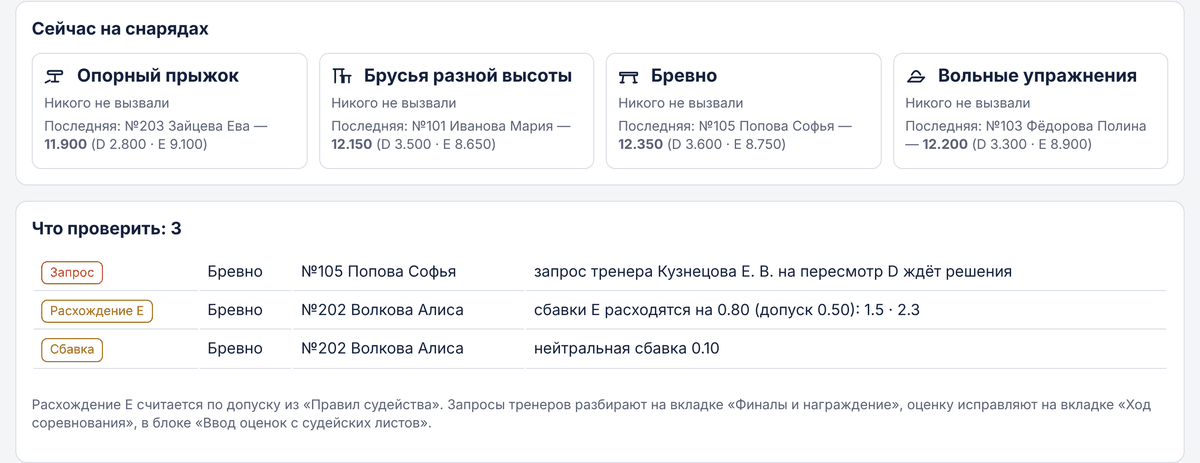 Сейчас на снарядах
Опорный прыжок
Никого не вызвали
Последняя: №203 Зайцева Ева —
11.900 (D 2.800 · E 9.100)
Брусья разной высоты
Никого не вызвали
Последняя: №101 Иванова Мария —
12.150 (D 3.500 · E 8.650)
Бревно
Никого не вызвали
Последняя: №105 Попова Софья —
12.350 (D 3.600 · E 8.750)
Вольные упражнения
Никого не вызвали
Последняя: №103 Фёдорова Полина
— 12.200 (D 3.300 · E 8.900)
Что проверить: 3
Запрос Бревно №105 Попова Софья запрос тренера Кузнецова Е. В. на пересмотр D ждёт решения
Расхождение E Бревно №202 Волкова Алиса сбавки E расходятся на 0.80 (допуск 0.50): 1.5 · 2.3
Сбавка Бревно №202 Волкова Алиса нейтральная сбавка 0.10
Расхождение E считается по допуску из «Правил судейства». Запросы тренеров разбирают на вкладке «Финалы и награждение», оценку исправляют на вкладке «Ход
соревнования», в блоке «Ввод оценок с судейских листов».